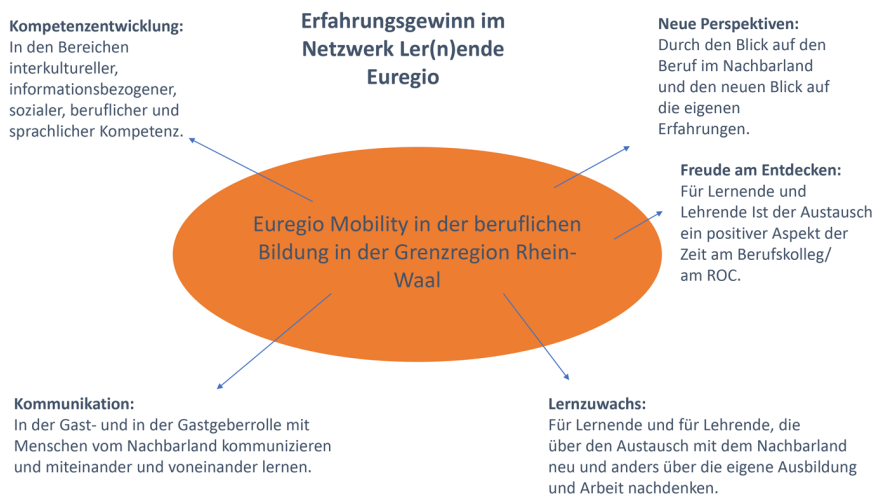 Erfahrungsgewinn im
Netzwerk Ler(n)ende
Euregio
Kompetenzentwicklung:
In den Bereichen
interkultureller,
informationsbezogener,
sozialer, beruflicher und
sprachlicher Kompetenz.
Neue Perspektiven:
Durch den Blick auf den
Beruf im Nachbarland
und den neuen Blick auf
die eigenen
Erfahrungen.
Freude am Entdecken:
Für Lernende und
Lehrende Ist der Austausch
ein positiver Aspekt der
Zeit am Berufskolleg/
am ROC.
Euregio Mobility in der beruflichen
Bildung in der Grenzregion Rhein-
Waal
Kommunikation:
In der Gast- und in der Gastgeberrolle mit
Menschen vom Nachbarland kommunizieren
und miteinander und voneinander lernen.
Lernzuwachs:
Für Lernende und für Lehrende, die
über den Austausch mit dem Nachbarland
neu und anders über die eigene Ausbildung
und Arbeit nachdenken.